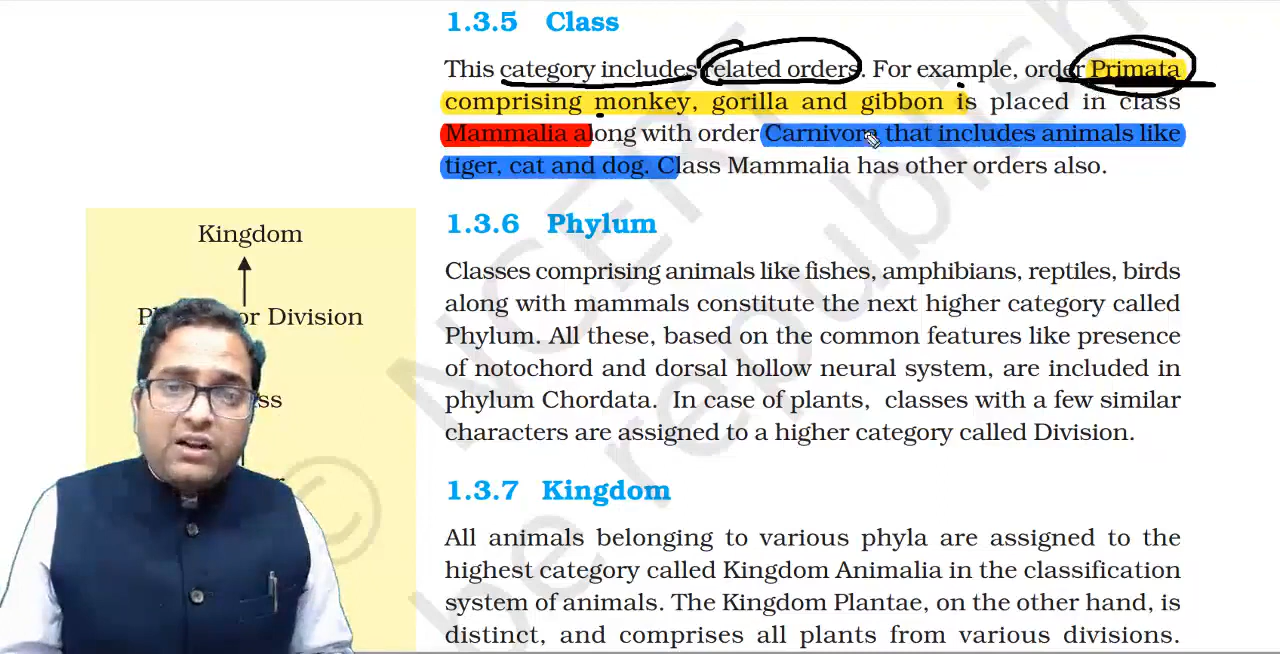 1.3.5 Class
This category includes related orders. For example, order Primata
comprising monkey, gorilla and gibbon is placed in class
Mammalia along with order Carnivora that includes animals like
tiger, cat and dog. Class Mammalia has other orders also.
Kingdom
or Division
1.3.6 Phylum
Classes comprising animals like fishes, amphibians, reptiles, birds
along with mammals constitute the next higher category called
Phylum. All these, based on the common features like presence
of notochord and dorsal hollow neural system, are included in
phylum Chordata. In case of plants, classes with a few similar
characters are assigned to a higher category called Division.
1.3.7 Kingdom
All animals belonging to various phyla are assigned to the
highest category called Kingdom Animalia in the classification
system of animals. The Kingdom Plantae, on the other hand, is
distinct, and comprises all plants from various divisions.
© NCERT
be republish